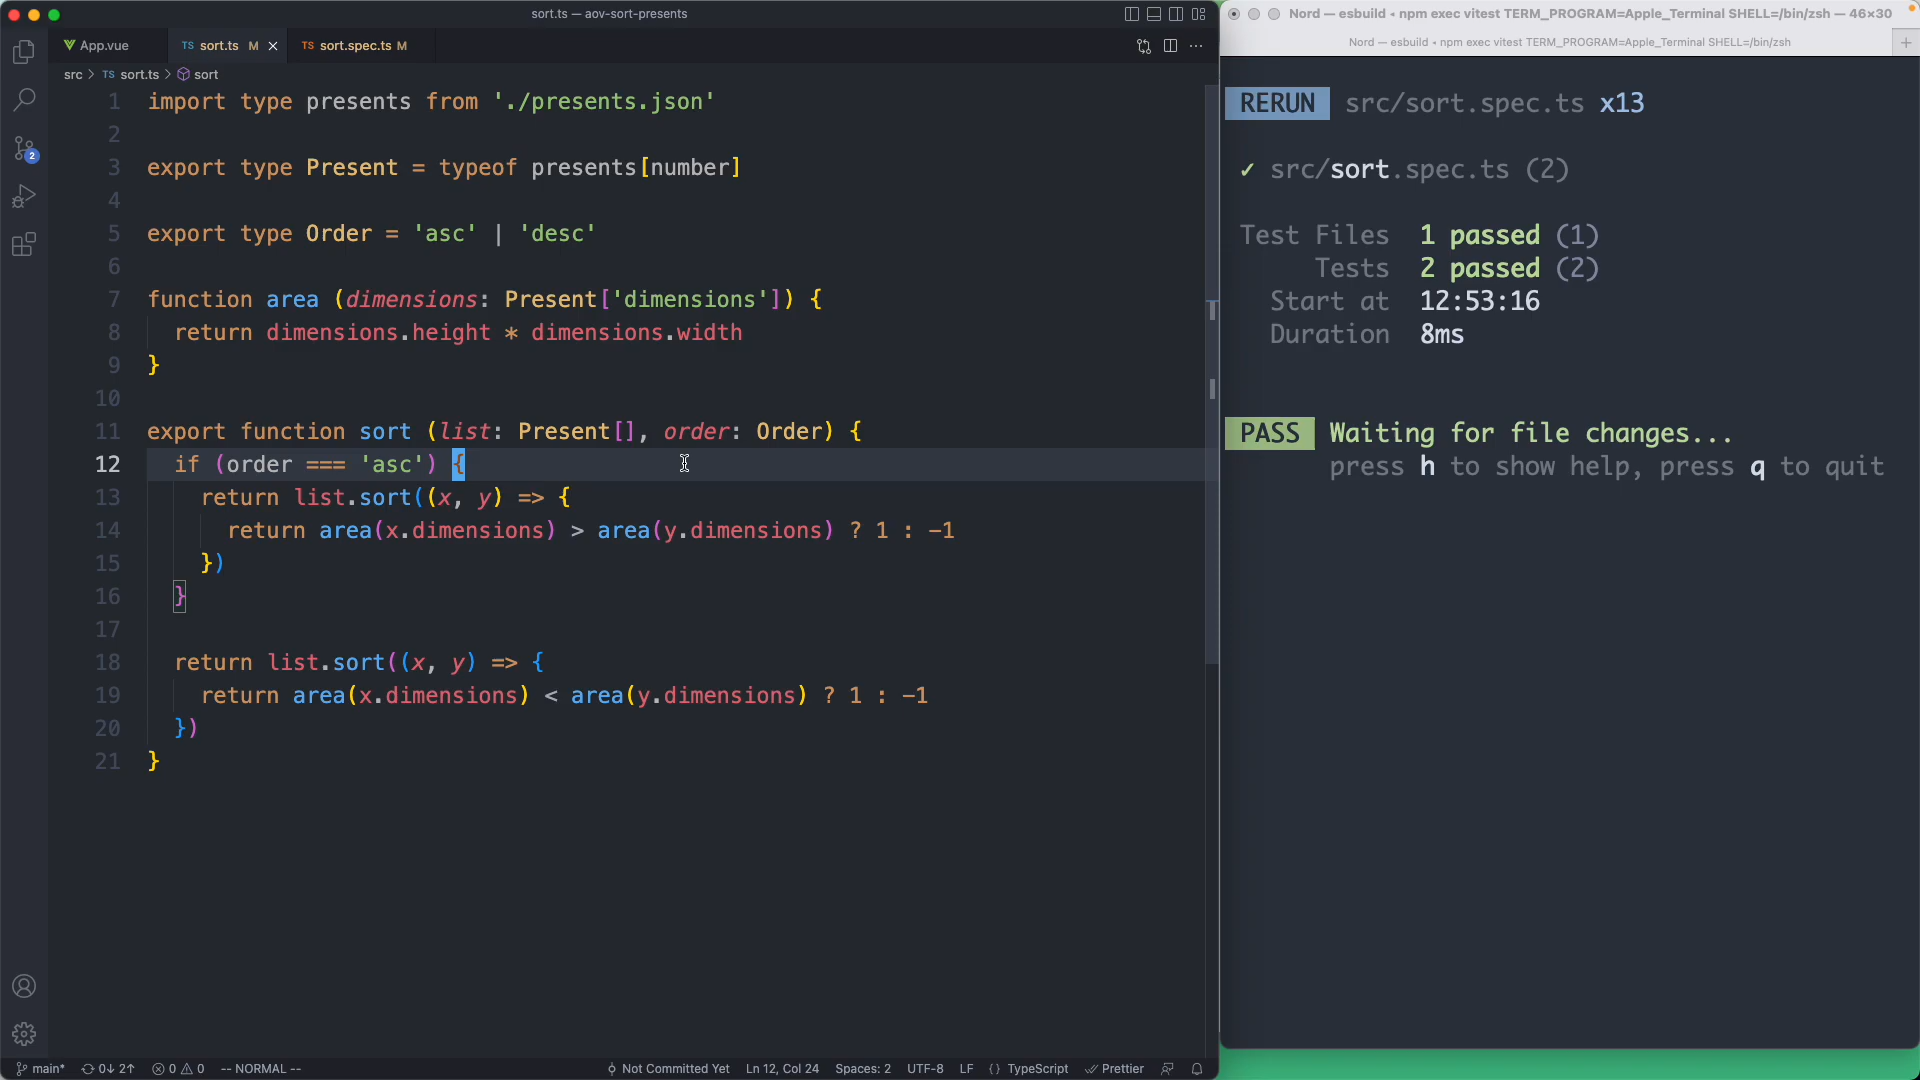 sort.ts — aov-sort-presents
App.vue
TS sort.ts M
TS sort.spec.ts M
src > TS sort.ts > sort
1 import type presents from './presents.json'
2
3 export type Present = typeof presents[number]
4
5 export type Order = 'asc' | 'desc'
6
7 function area (dimensions: Present['dimensions']) {
8 return dimensions.height * dimensions.width
9 }
10
11 export function sort (list: Present[], order: Order) {
12 if (order === 'asc') {
13 return list.sort((x, y) => {
14 return area(x.dimensions) > area(y.dimensions) ? 1 : -1
15 })
16 }
17
18 return list.sort((x, y) => {
19 return area(x.dimensions) < area(y.dimensions) ? 1 : -1
20 })
21 }
2
main* 0↓ 2↑ 0 0 -- NORMAL -- Not Committed Yet Ln 12, Col 24 Spaces: 2 UTF-8 LF {} TypeScript Prettier
Nord — esbuild ◂ npm exec vitest TERM_PROGRAM=Apple_Terminal SHELL=/bin/zsh — 46×30
Nord — esbuild ◂ npm exec vitest TERM_PROGRAM=Apple_Terminal SHELL=/bin/zsh
RERUN src/sort.spec.ts x13
✓ src/sort.spec.ts (2)
Test Files 1 passed (1)
Tests 2 passed (2)
Start at 12:53:16
Duration 8ms
PASS Waiting for file changes...
press h to show help, press q to quit